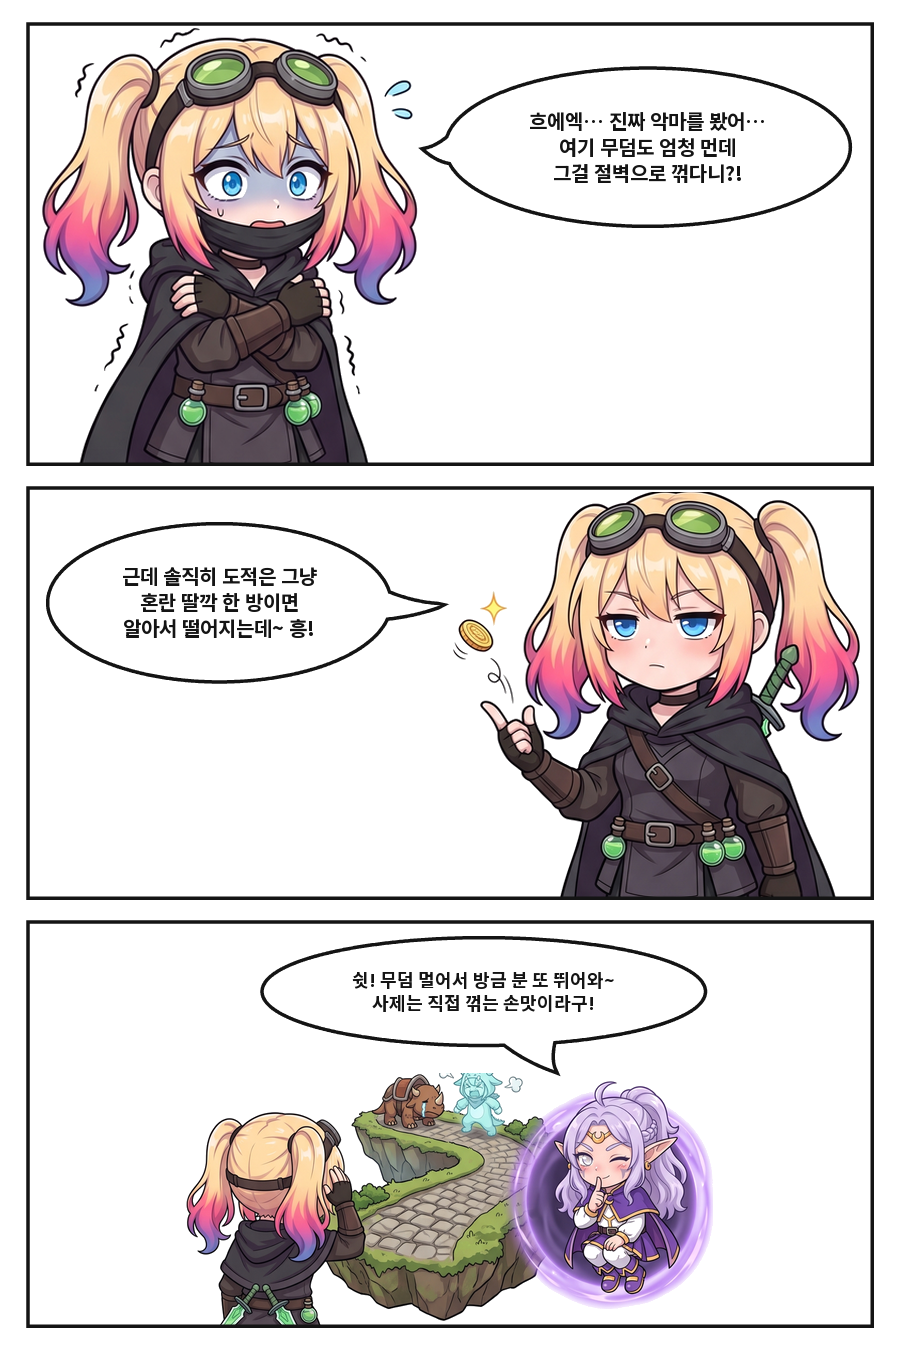 흐에엑… 진짜 악마를 봤어…
여기 무덤도 엄청 먼데
그걸 절벽으로 꺾다니?!
근데 솔직히 도적은 그냥
혼란 딸깍 한 방이면
알아서 떨어지는데~ 흥!
쉿! 무덤 멀어서 방금 분 또 뛰어와~
사제는 직접 꺾는 손맛이라구!